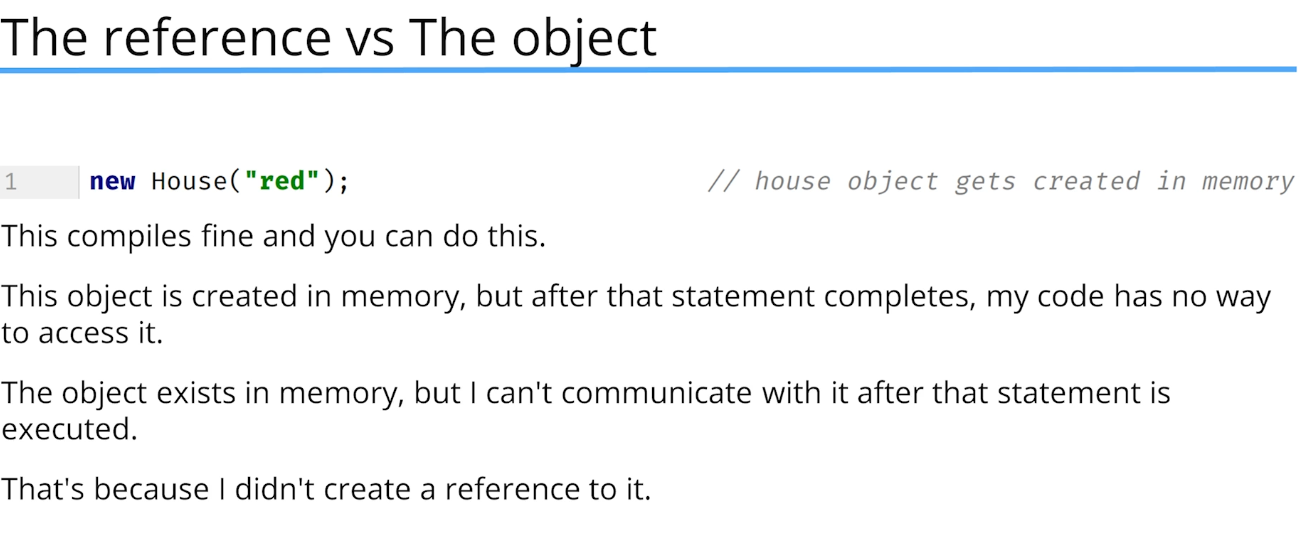 The reference vs The object
1 new House("red"); // house object gets created in memory
This compiles fine and you can do this.
This object is created in memory, but after that statement completes, my code has no way
to access it.
The object exists in memory, but I can't communicate with it after that statement is
executed.
That's because I didn't create a reference to it.